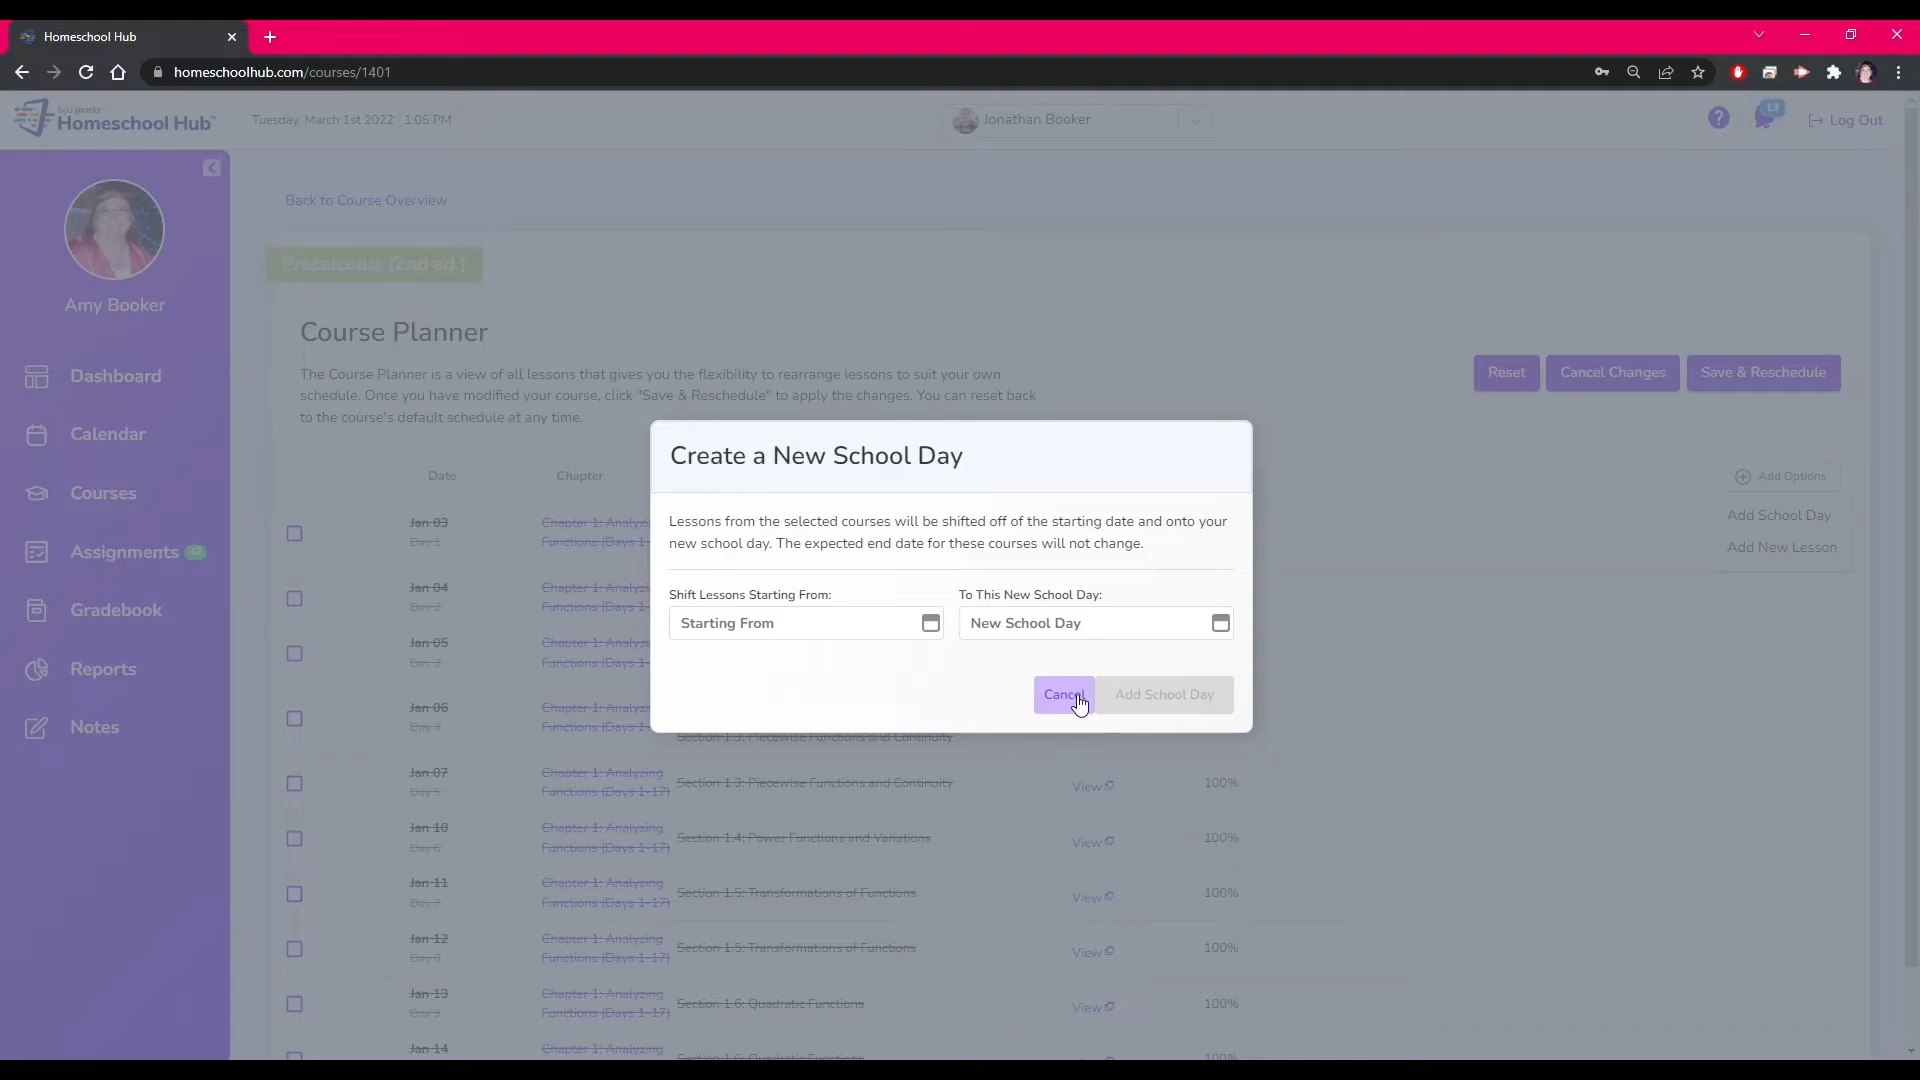 Homeschool Hub
homeschoolhub.com/courses/1401
bju press
Homeschool Hub™
Tuesday, March 1st 2022 | 1:05 PM
Jonathan Booker
13
Log Out
Back to Course Overview
Precalculus (2nd ed.)
Amy Booker
Dashboard
Calendar
Courses
Assignments
Gradebook
Reports
Notes
Course Planner
The Course Planner is a view of all lessons that gives you the flexibility to rearrange lessons to suit your own
schedule. Once you have modified your course, click "Save & Reschedule" to apply the changes. You can reset back
to the course's default schedule at any time.
Reset
Cancel Changes
Save & Reschedule
Date
Chapter
Add Options
Add School Day
Add New Lesson
Create a New School Day
Lessons from the selected courses will be shifted off of the starting date and onto your
new school day. The expected end date for these courses will not change.
Shift Lessons Starting From:
To This New School Day:
Starting From
New School Day
Cancel
Add School Day
Jan 03 Chapter 1: Analyzi
Day 1 Functions (Days 1-
Jan 04 Chapter 1: Analyzi
Day 2 Functions (Days 1-
Jan 05 Chapter 1: Analyzi
Day 3 Functions (Days 1-
Jan 06 Chapter 1: Analyzi
Day 4 Functions (Days 1-
Section 1.3: Piecewise Functions and Continuity
Jan 07 Chapter 1: Analyzing Section 1.3: Piecewise Functions and Continuity View 100%
Day 5 Functions (Days 1-17)
Jan 10 Chapter 1: Analyzing Section 1.4: Power Functions and Variations View 100%
Day 6 Functions (Days 1-17)
Jan 11 Chapter 1: Analyzing Section 1.5: Transformations of Functions View 100%
Day 7 Functions (Days 1-17)
Jan 12 Chapter 1: Analyzing Section 1.5: Transformations of Functions View 100%
Day 8 Functions (Days 1-17)
Jan 13 Chapter 1: Analyzing Section 1.6: Quadratic Functions View 100%
Functions (Days 1-17)
Jan 14 Chapter 1: Analyzing Section 1.6: Quadratic Functions 100%